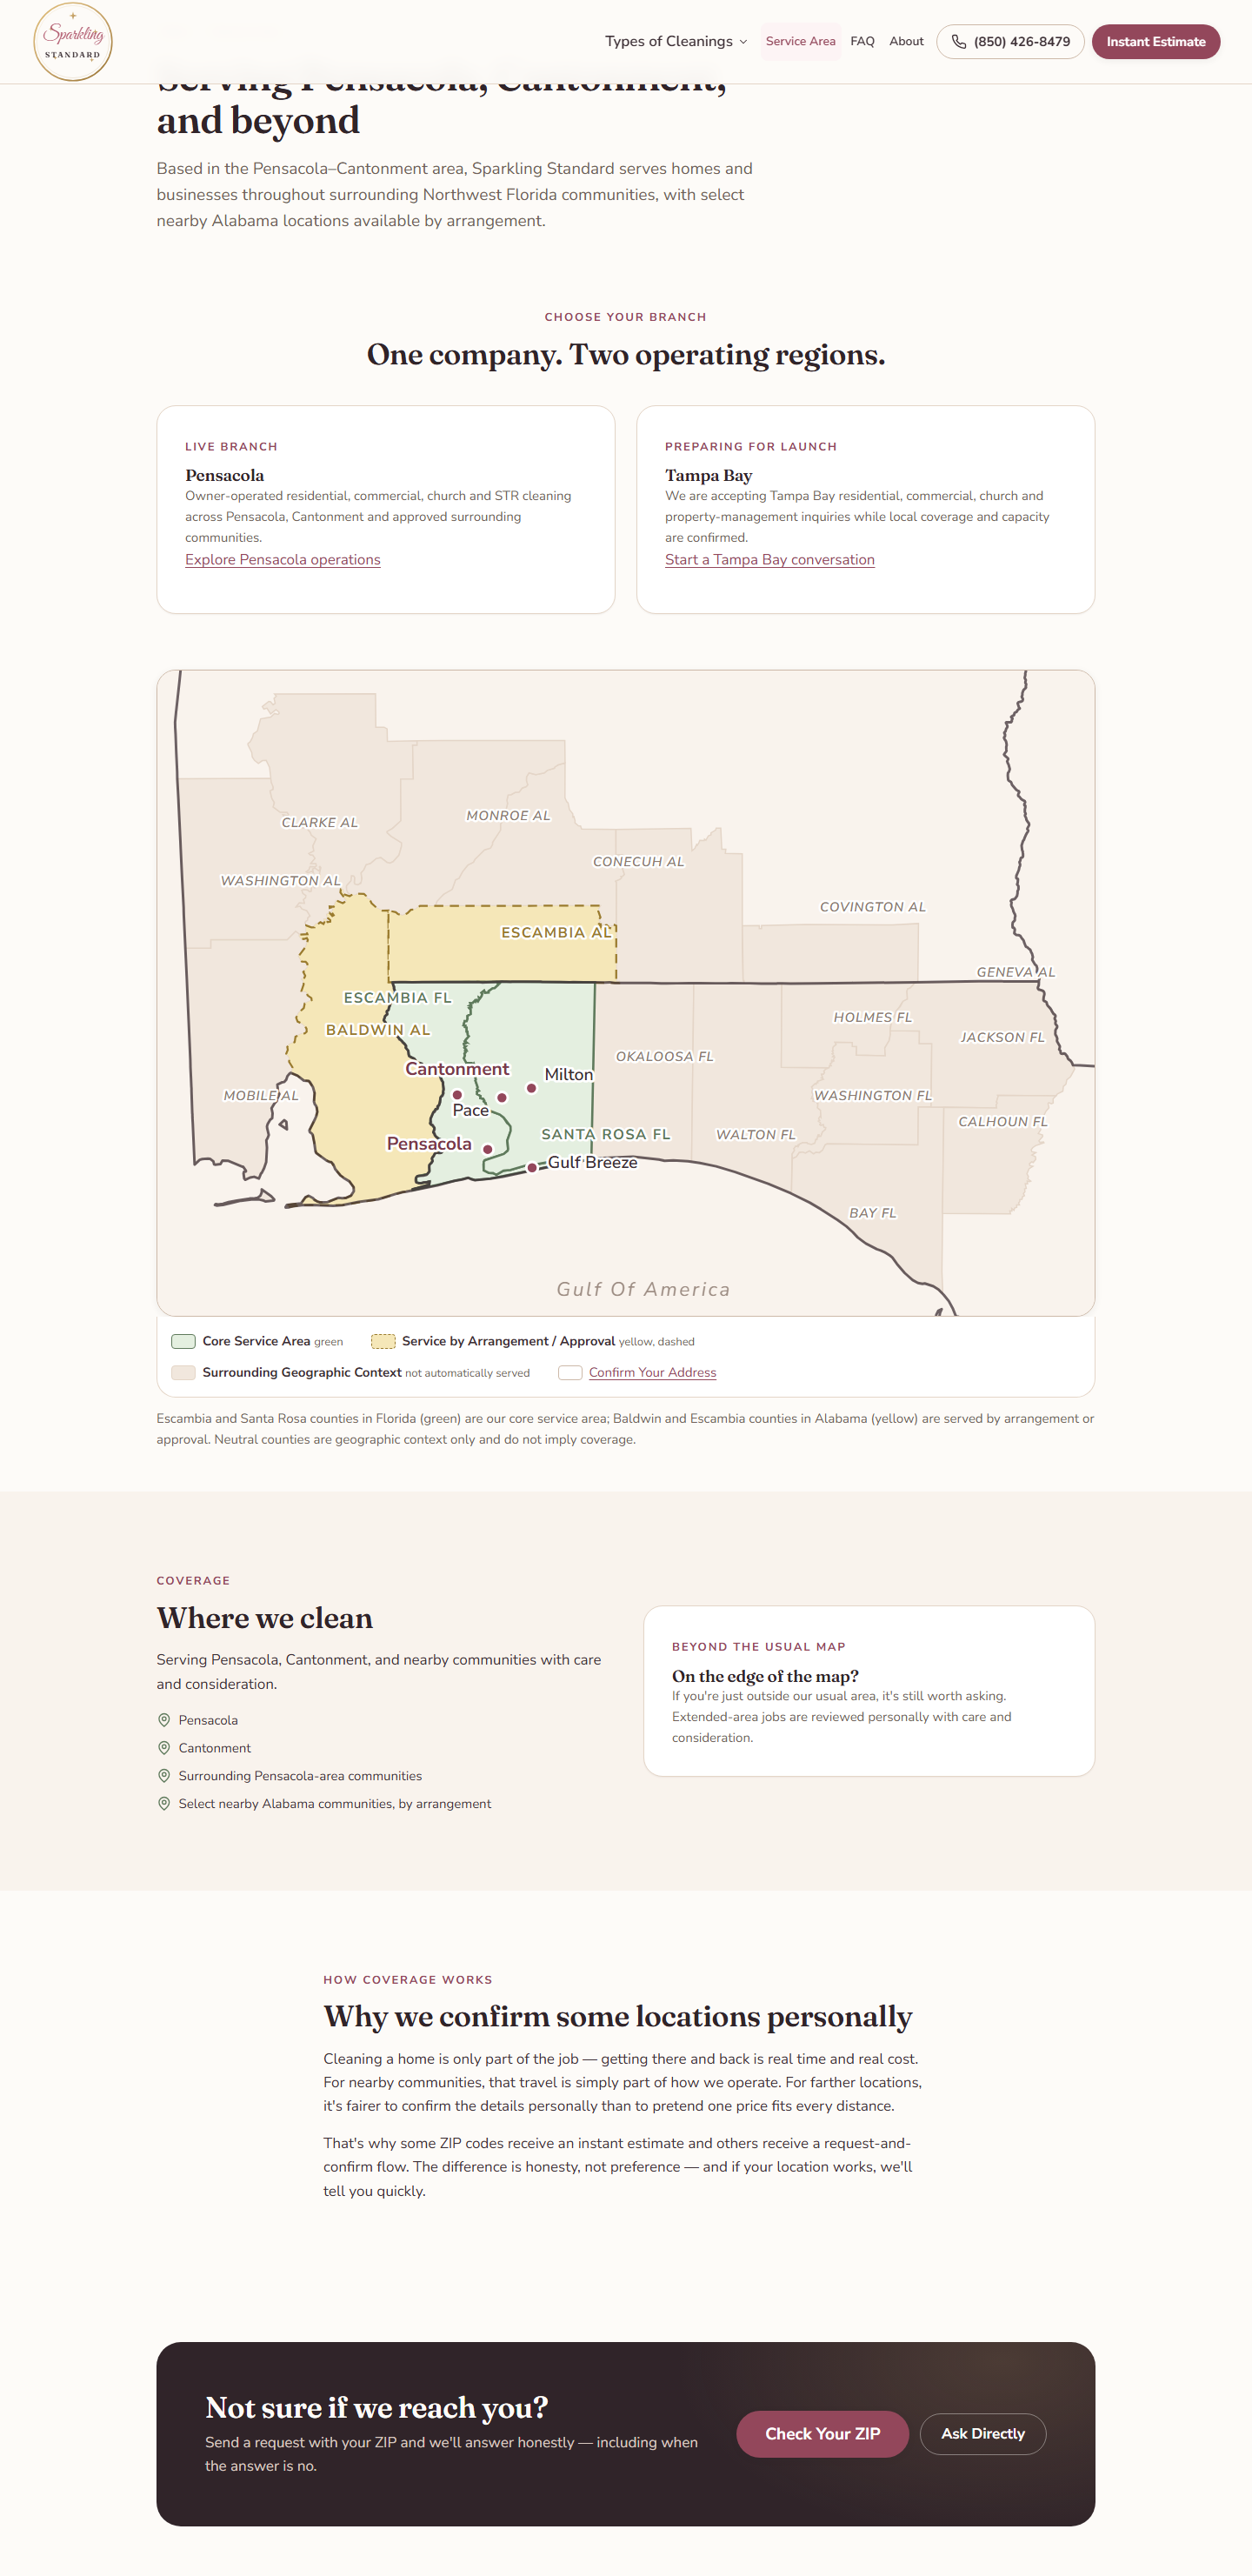 Sparkling
STANDARD
Types of Cleanings
Service Area
FAQ
About
(850) 426-8479
Instant Estimate
Serving Pensacola, Cantonment,
and beyond
Based in the Pensacola–Cantonment area, Sparkling Standard serves homes and
businesses throughout surrounding Northwest Florida communities, with select
nearby Alabama locations available by arrangement.
CHOOSE YOUR BRANCH
One company. Two operating regions.
LIVE BRANCH
Pensacola
Owner-operated residential, commercial, church and STR cleaning
across Pensacola, Cantonment and approved surrounding
communities.
Explore Pensacola operations
PREPARING FOR LAUNCH
Tampa Bay
We are accepting Tampa Bay residential, commercial, church and
property-management inquiries while local coverage and capacity
are confirmed.
Start a Tampa Bay conversation
CLARKE AL
MONROE AL
CONECUH AL
WASHINGTON AL
COVINGTON AL
ESCAMBIA AL
GENEVA AL
ESCAMBIA FL
HOLMES FL
BALDWIN AL
JACKSON FL
OKALOOSA FL
Cantonment
Milton
MOBILE AL
WASHINGTON FL
Pace
CALHOUN FL
SANTA ROSA FL
WALTON FL
Pensacola
Gulf Breeze
BAY FL
Gulf Of America
Core Service Area green
Service by Arrangement / Approval yellow, dashed
Surrounding Geographic Context not automatically served
Confirm Your Address
Escambia and Santa Rosa counties in Florida (green) are our core service area; Baldwin and Escambia counties in Alabama (yellow) are served by arrangement or
approval. Neutral counties are geographic context only and do not imply coverage.
COVERAGE
Where we clean
Serving Pensacola, Cantonment, and nearby communities with care
and consideration.
Pensacola
Cantonment
Surrounding Pensacola-area communities
Select nearby Alabama communities, by arrangement
BEYOND THE USUAL MAP
On the edge of the map?
If you're just outside our usual area, it's still worth asking.
Extended-area jobs are reviewed personally with care and
consideration.
HOW COVERAGE WORKS
Why we confirm some locations personally
Cleaning a home is only part of the job — getting there and back is real time and real cost.
For nearby communities, that travel is simply part of how we operate. For farther locations,
it's fairer to confirm the details personally than to pretend one price fits every distance.
That's why some ZIP codes receive an instant estimate and others receive a request-and-
confirm flow. The difference is honesty, not preference — and if your location works, we'll
tell you quickly.
Not sure if we reach you?
Send a request with your ZIP and we'll answer honestly — including when
the answer is no.
Check Your ZIP
Ask Directly